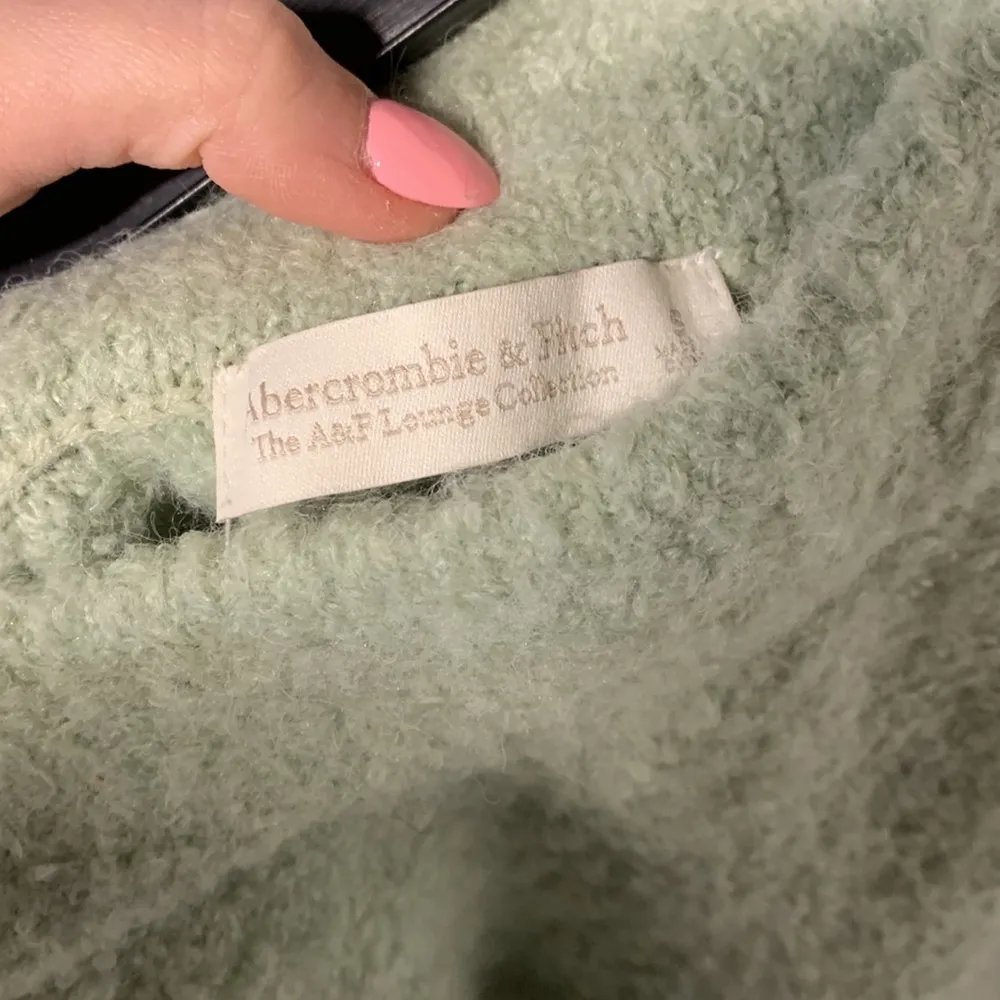 Abercrombie & Fitch
The A&F Lounge Collection
S